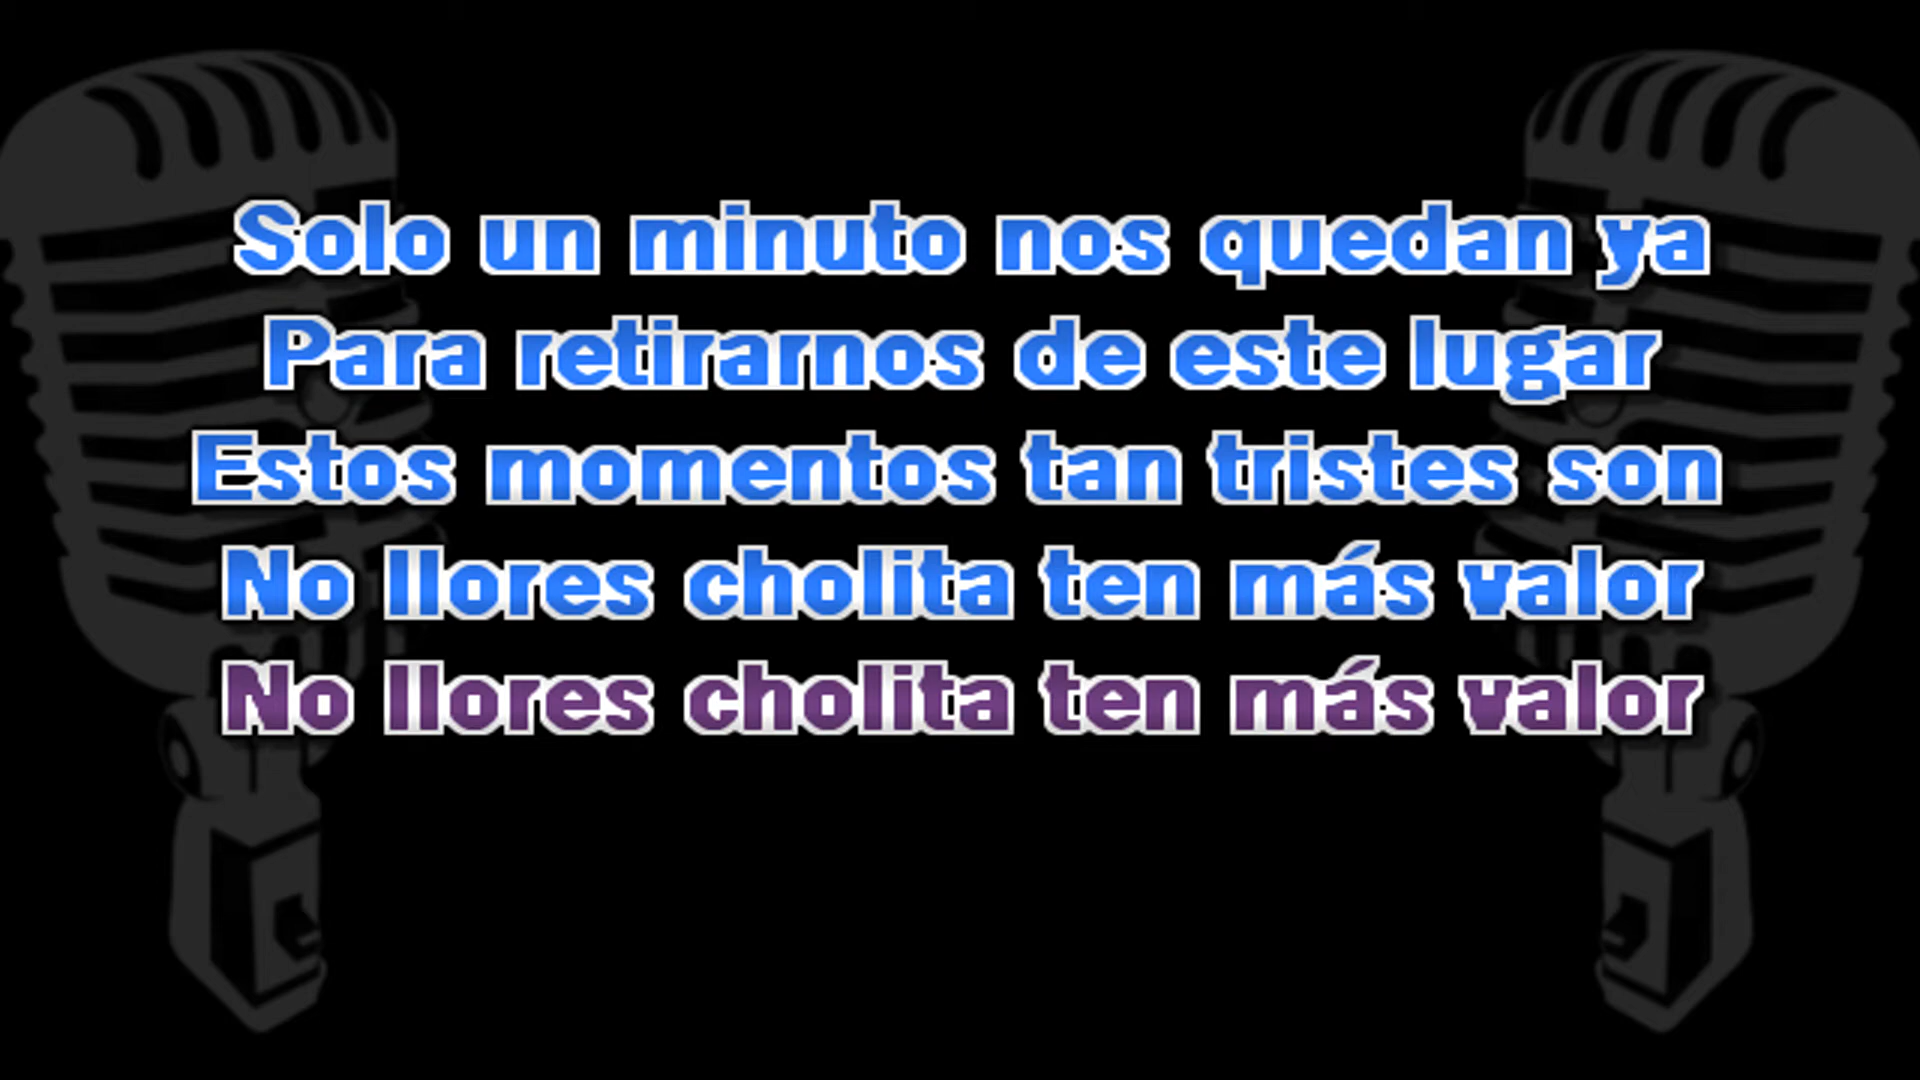 Solo un minuto nos quedan ya
Para retirarnos de este lugar
Estos momentos tan tristes son
No llores cholita ten más valor
No llores cholita ten más valor